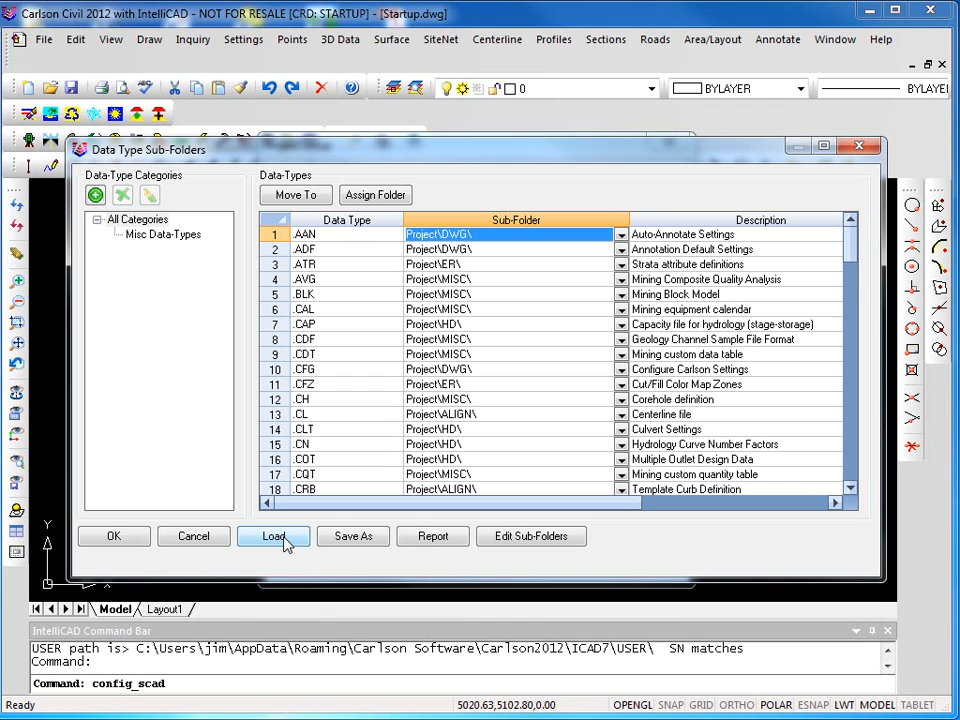 Carlson Civil 2012 with IntelliCAD - NOT FOR RESALE [CRD: STARTUP] - [Startup.dwg]
File Edit View Draw Inquiry Settings Points 3D Data Surface SiteNet Centerline Profiles Sections Roads Area/Layout Annotate Window Help
0 BYLAYER BYLAYE
Data Type Sub-Folders
Data-Type Categories
All Categories
Misc Data-Types
Data-Types
Move To Assign Folder
Data Type Sub-Folder Description
1 .AAN Project\DWG\ Auto-Annotate Settings
2 .ADF Project\DWG\ Annotation Default Settings
3 .ATR Project\ER\ Strata attribute definitions
4 .AVG Project\MISC\ Mining Composite Quality Analysis
5 .BLK Project\MISC\ Mining Block Model
6 .CAL Project\MISC\ Mining equipment calendar
7 .CAP Project\HD\ Capacity file for hydrology (stage-storage)
8 .CDF Project\MISC\ Geology Channel Sample File Format
9 .CDT Project\MISC\ Mining custom data table
10 .CFG Project\DWG\ Configure Carlson Settings
11 .CFZ Project\ER\ Cut/Fill Color Map Zones
12 .CH Project\MISC\ Corehole definition
13 .CL Project\ALIGN\ Centerline file
14 .CLT Project\HD\ Culvert Settings
15 .CN Project\HD\ Hydrology Curve Number Factors
16 .COT Project\HD\ Multiple Outlet Design Data
17 .CQT Project\MISC\ Mining custom quantity table
18 .CRB Project\ALIGN\ Template Curb Definition
OK Cancel Load Save As Report Edit Sub-Folders
Y
Model Layout1
IntelliCAD Command Bar
USER path is> C:\Users\jim\AppData\Roaming\Carlson Software\Carlson2012\ICAD7\USER\ SN matches
Command:
Command: config_scad
Ready 5020.63,5102.80,0.00 OPENGL SNAP GRID ORTHO POLAR ESNAP LWT MODEL TABLET